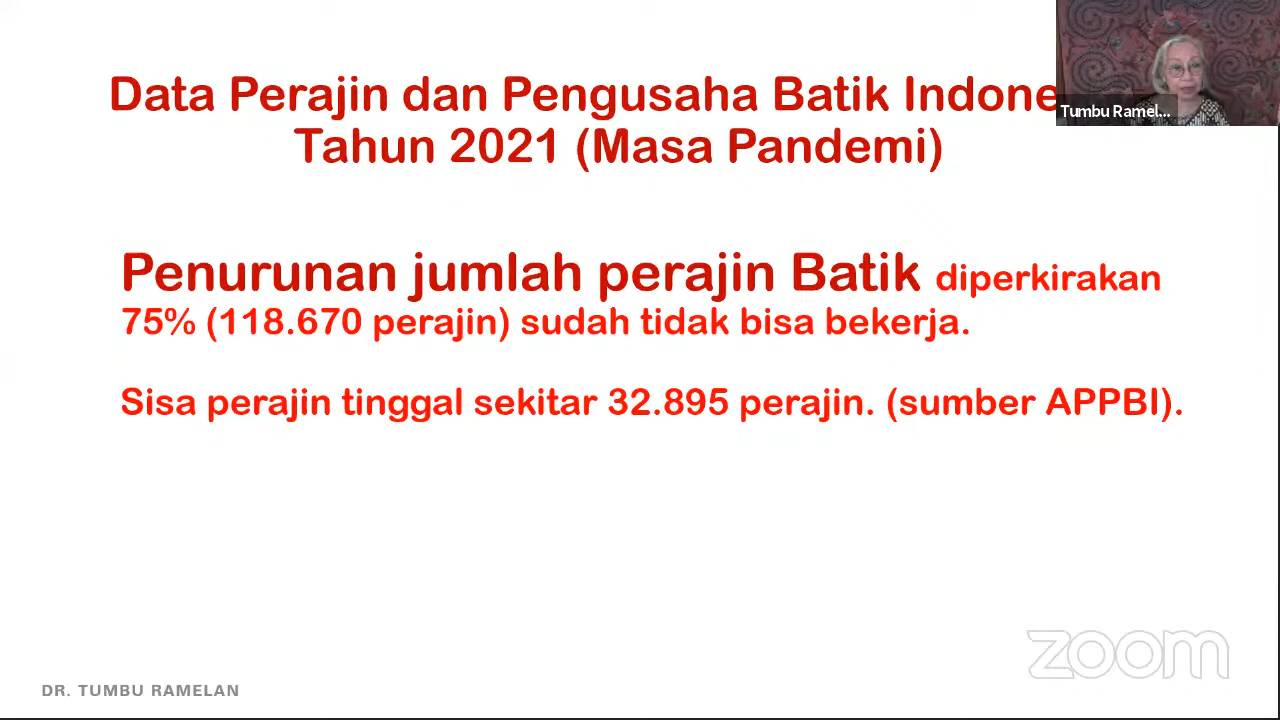 Data Perajin dan Pengusaha Batik Indone
Tahun 2021 (Masa Pandemi)
Tumbu Ramel...
Penurunan jumlah perajin Batik diperkirakan
75% (118.670 perajin) sudah tidak bisa bekerja.
Sisa perajin tinggal sekitar 32.895 perajin. (sumber APPBI).
zoom
DR. TUMBU RAMELAN